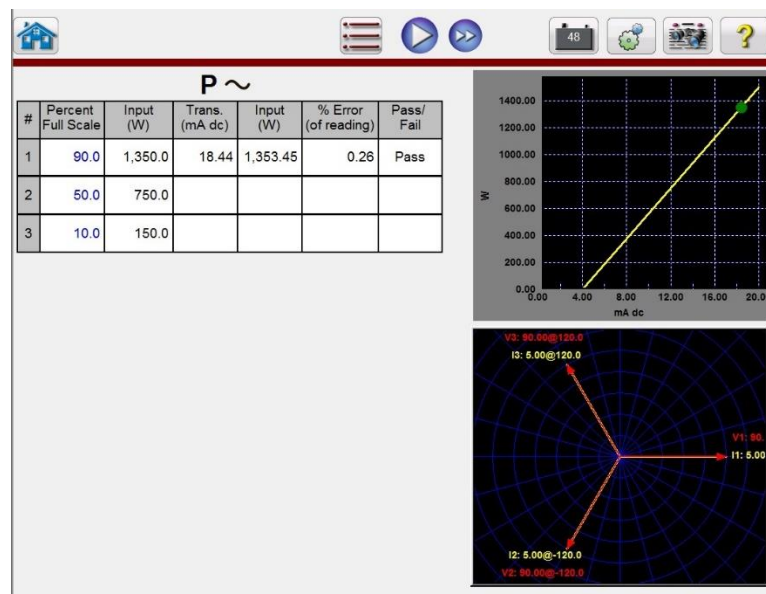 48
?
P ~
# Percent Full Scale Input (W) Trans. (mA dc) Input (W) % Error (of reading) Pass/ Fail
1 90.0 1,350.0 18.44 1,353.45 0.26 Pass
2 50.0 750.0
3 10.0 150.0
1400.00
1200.00
1000.00
800.00
600.00
400.00
200.00
0.00
W
0.00 4.00 8.00 12.00 16.00 20.0
mA dc
V3: 90.00@120.0
I3: 5.00@120.0
V1: 90.
I1: 5.00
I2: 5.00@-120.0
V2: 90.00@-120.0